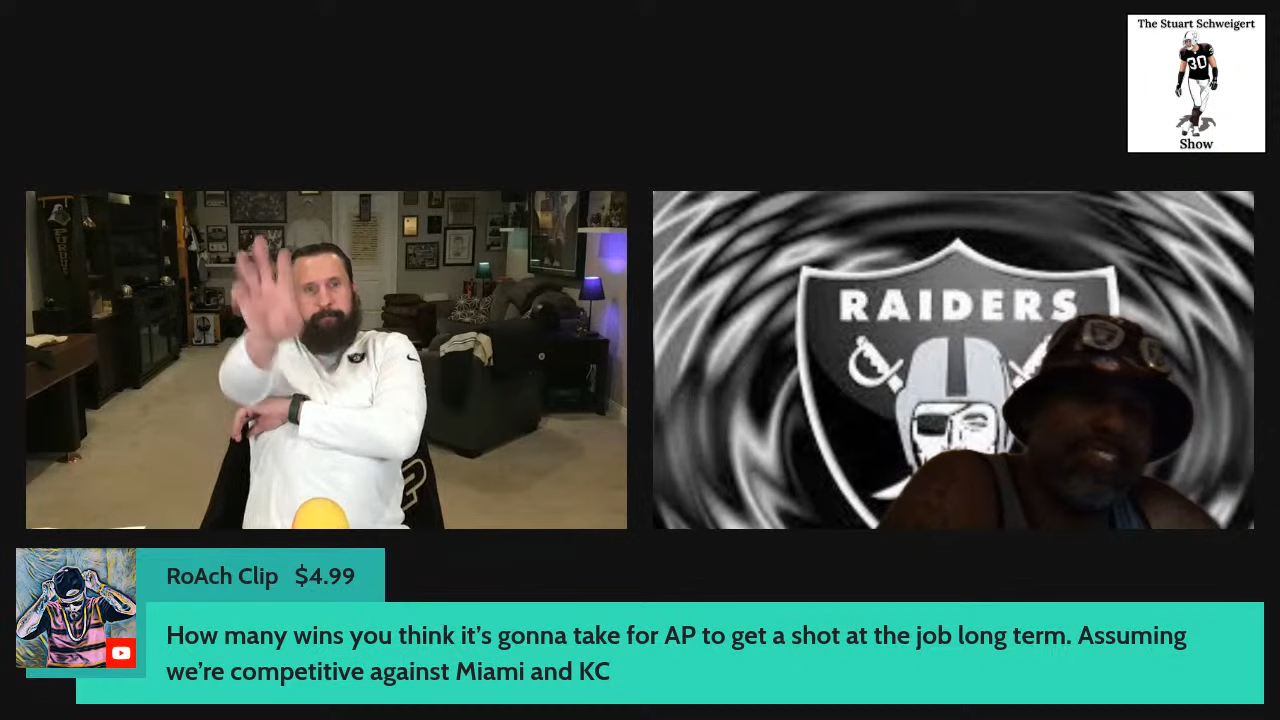 The Stuart Schweigert
30
Show
PURDUE
RAIDERS
RoAch Clip $4.99
How many wins you think it’s gonna take for AP to get a shot at the job long term. Assuming
we’re competitive against Miami and KC